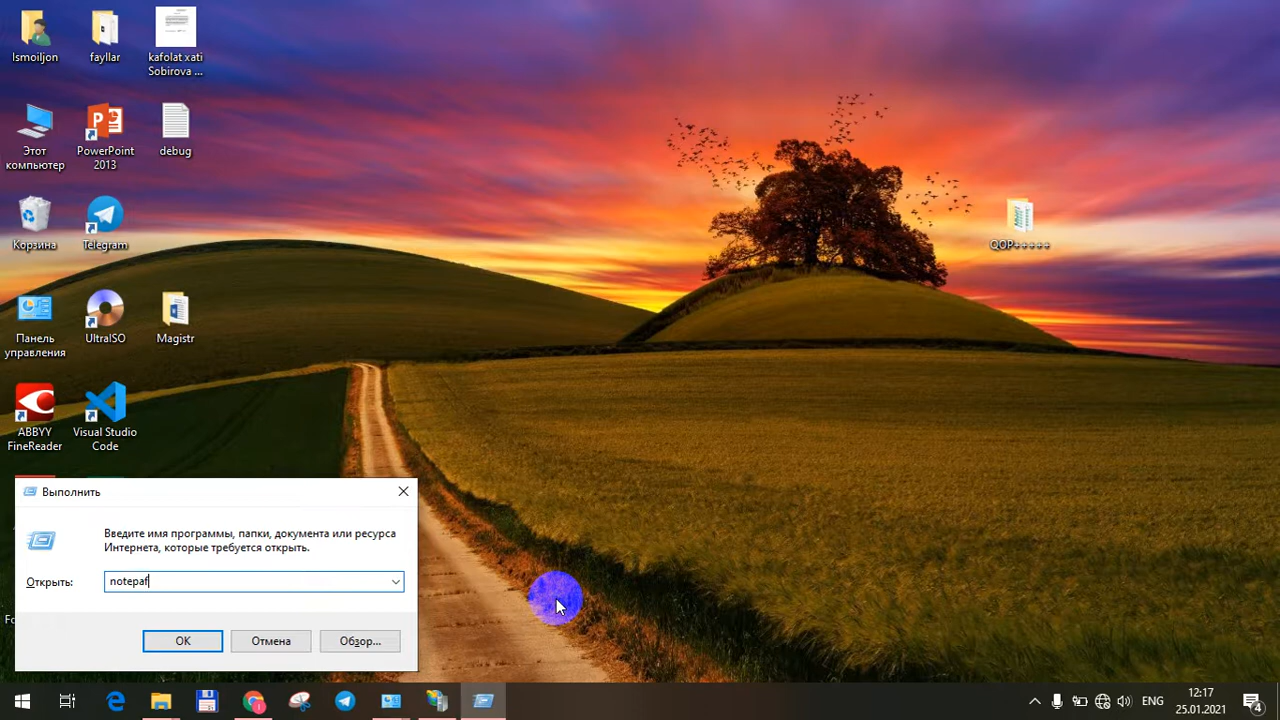 Ismoiljon
fayllar
kafolat xati
Sobirova ...
Этот
компьютер
PowerPoint
2013
debug
Корзина
Telegram
QOP+++++
Панель
управления
UltraISO
Magistr
ABBYY
FineReader
Visual Studio
Code
Выполнить
Введите имя программы, папки, документа или ресурса
Интернета, которые требуется открыть.
Открыть:
notepaf
ОК
Отмена
Обзор...
ENG
12:17
25.01.2021
4